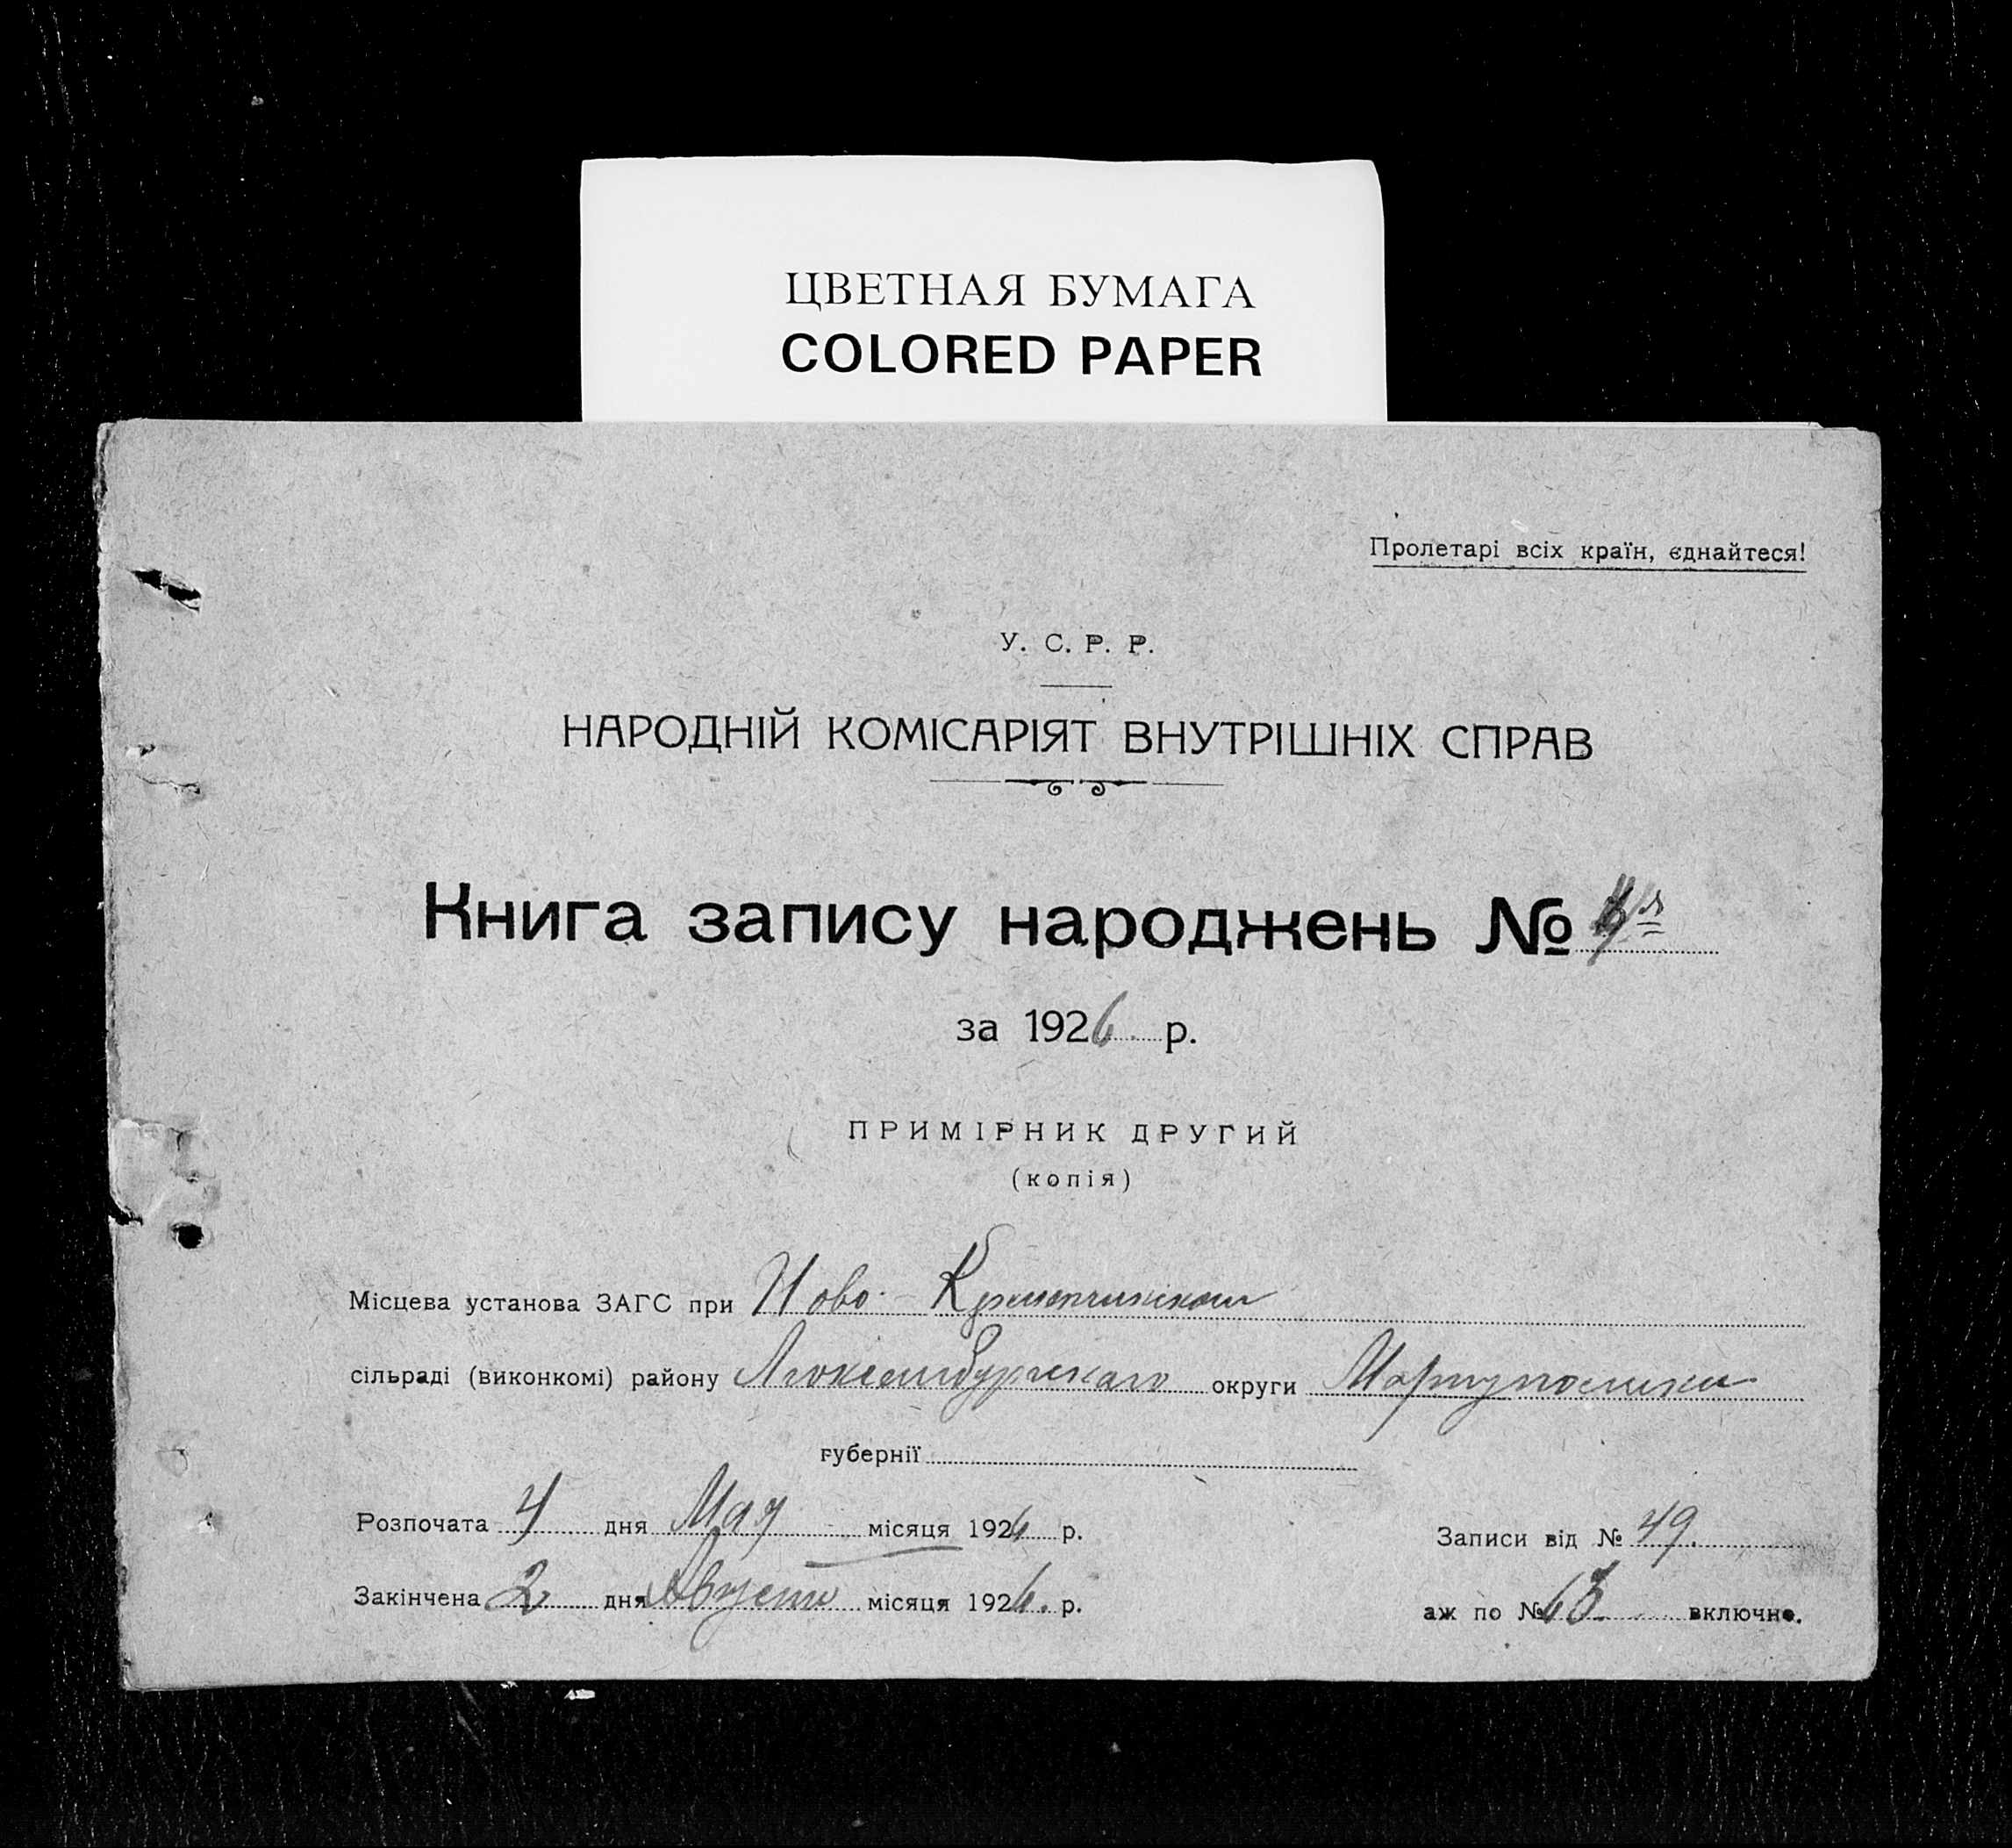 ЦВЕТНАЯ БУМАГА
COLORED PAPER
Пролетарі всіх країн, єднайтеся!
У. С. Р. Р.
НАРОДНІЙ КОМІСАРІЯТ ВНУТРІШНІХ СПРАВ
Книга запису народжень №
за 1926 р.
ПРИМІРНИК ДРУГИЙ
(копія)
Місцева установа ЗАГС при Ново-
сільраді (виконкомі) району округи
губернії
Розпочата 4 дня Мая місяця 1926 р.
Записи від № 49.
Закінчена 2 дня Августа місяця 1926. р.
аж по № 63 включно.